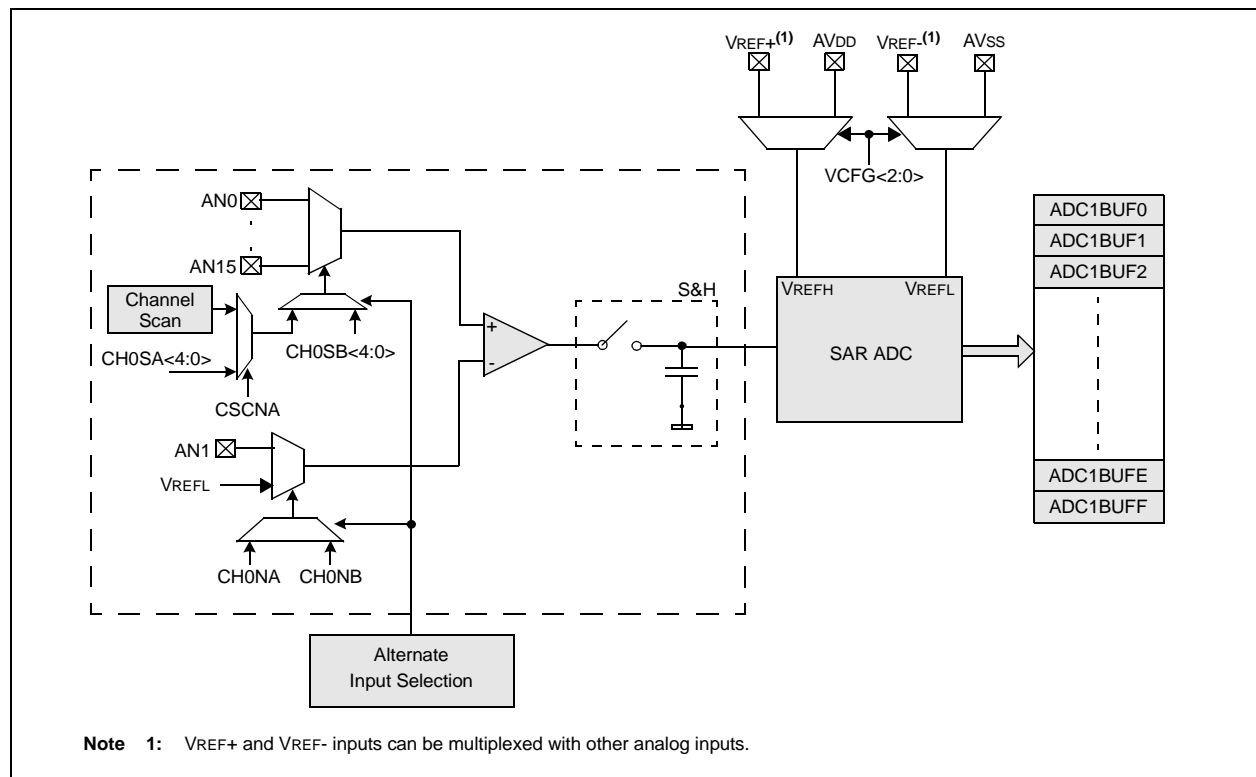 VREF+(1) AVDD VREF-(1) AVSS
VCFG<2:0>
AN0
AN15
Channel
Scan
CH0SA<4:0>
CH0SB<4:0>
CSCNA
AN1
VREFL
CH0NA CH0NB
+
-
S&H
VREFH VREFL
SAR ADC
ADC1BUF0
ADC1BUF1
ADC1BUF2
ADC1BUFE
ADC1BUFF
Alternate
Input Selection
Note 1: VREF+ and VREF- inputs can be multiplexed with other analog inputs.